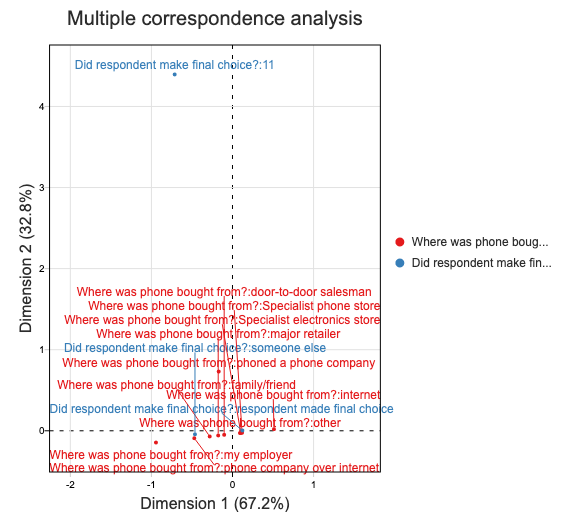 Multiple correspondence analysis
Did respondent make final choice?:11
4
3
2
1
0
Where was phone bought from?:door-to-door salesman
Where was phone bought from?:Specialist phone store
Where was phone bought from?:Specialist electronics store
Where was phone bought from?:major retailer
Did respondent make final choice?:someone else
Where was phone bought from?:phoned a phone company
Where was phone bought from?:family/friend
Where was phone bought from?:internet
Did respondent make final choice?:respondent made final choice
Where was phone bought from?:other
Where was phone bought from?:my employer
Where was phone bought from?:phone company over internet
-2
-1
0
1
Dimension 1 (67.2%)
Dimension 2 (32.8%)
Where was phone boug...
Did respondent make fin...